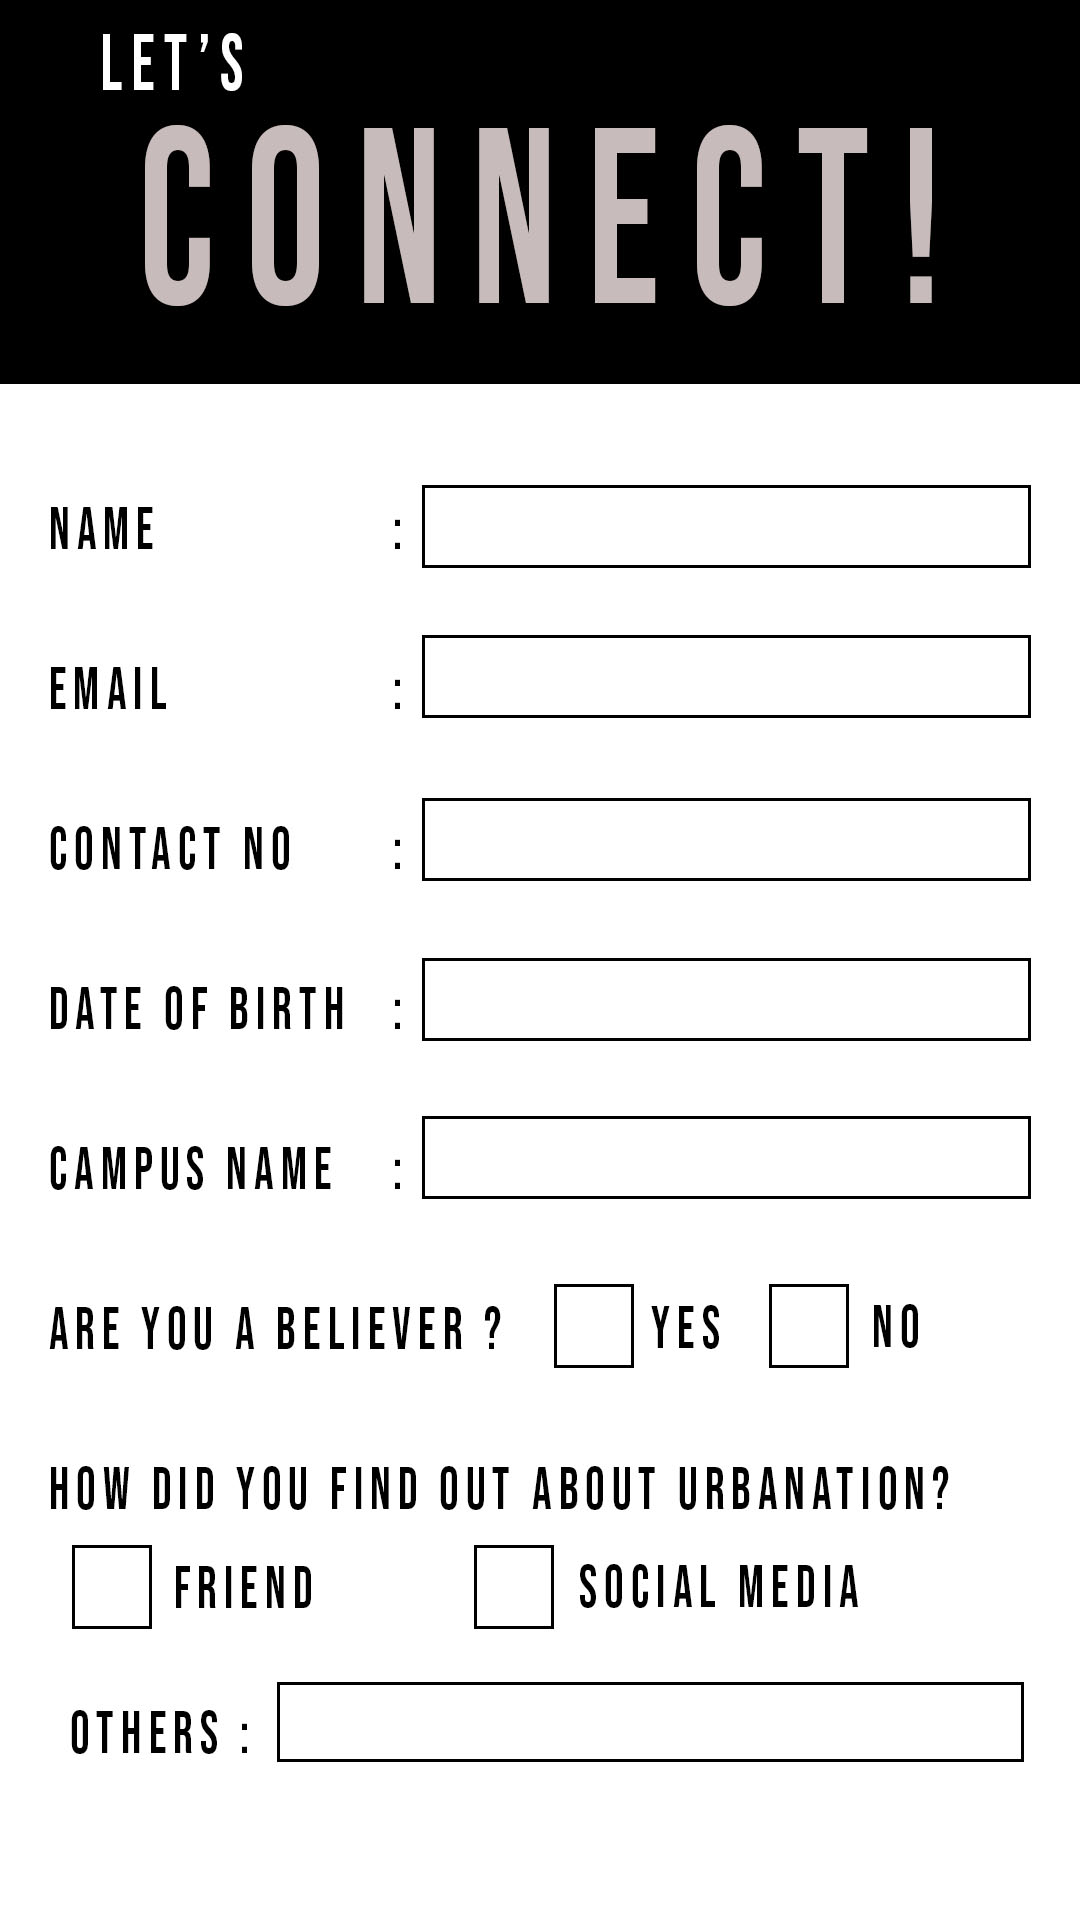 LET'S
CONNECT!
NAME :
EMAIL :
CONTACT NO :
DATE OF BIRTH :
CAMPUS NAME :
ARE YOU A BELIEVER ? YES NO
HOW DID YOU FIND OUT ABOUT URBANATION?
FRIEND SOCIAL MEDIA
OTHERS :